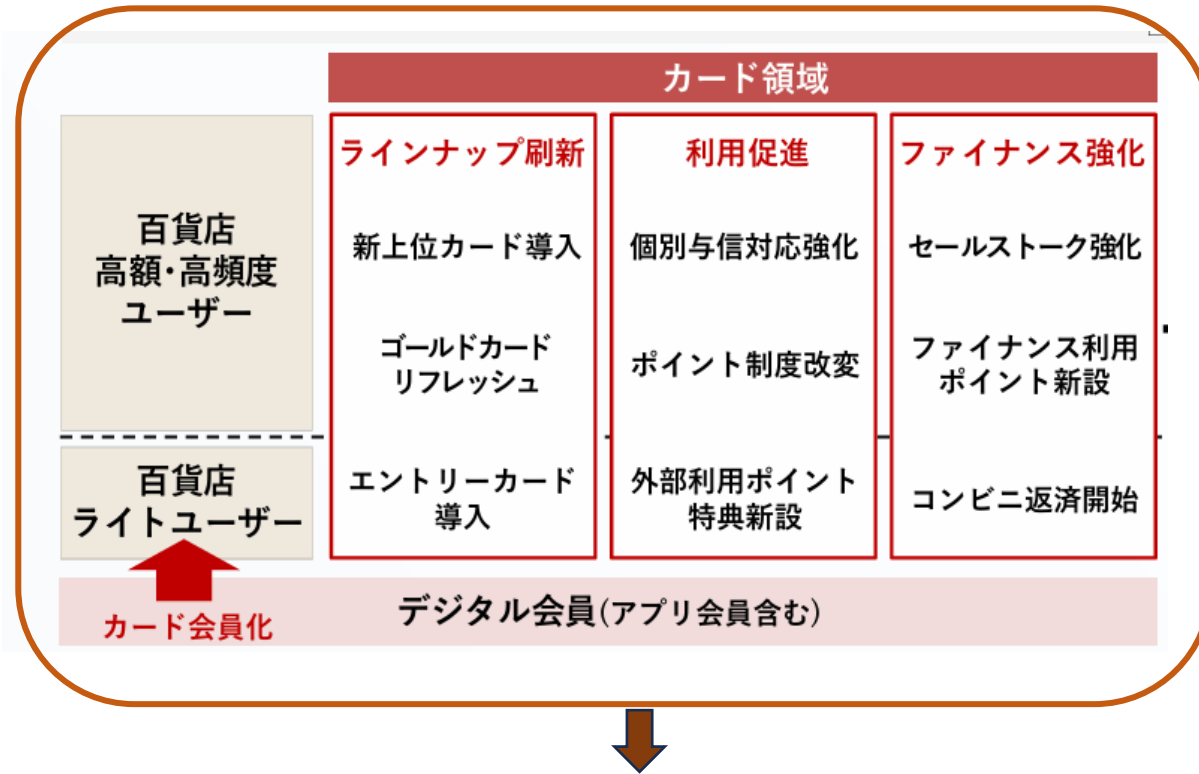 カード領域
百貨店
高額・高頻度
ユーザー
ラインナップ刷新
利用促進
ファイナンス強化
新上位カード導入
個別与信対応強化
セールストーク強化
ゴールドカード
リフレッシュ
ポイント制度改変
ファイナンス利用
ポイント新設
百貨店
ライトユーザー
エントリーカード
導入
外部利用ポイント
特典新設
コンビニ返済開始
カード会員化
デジタル会員(アプリ会員含む)